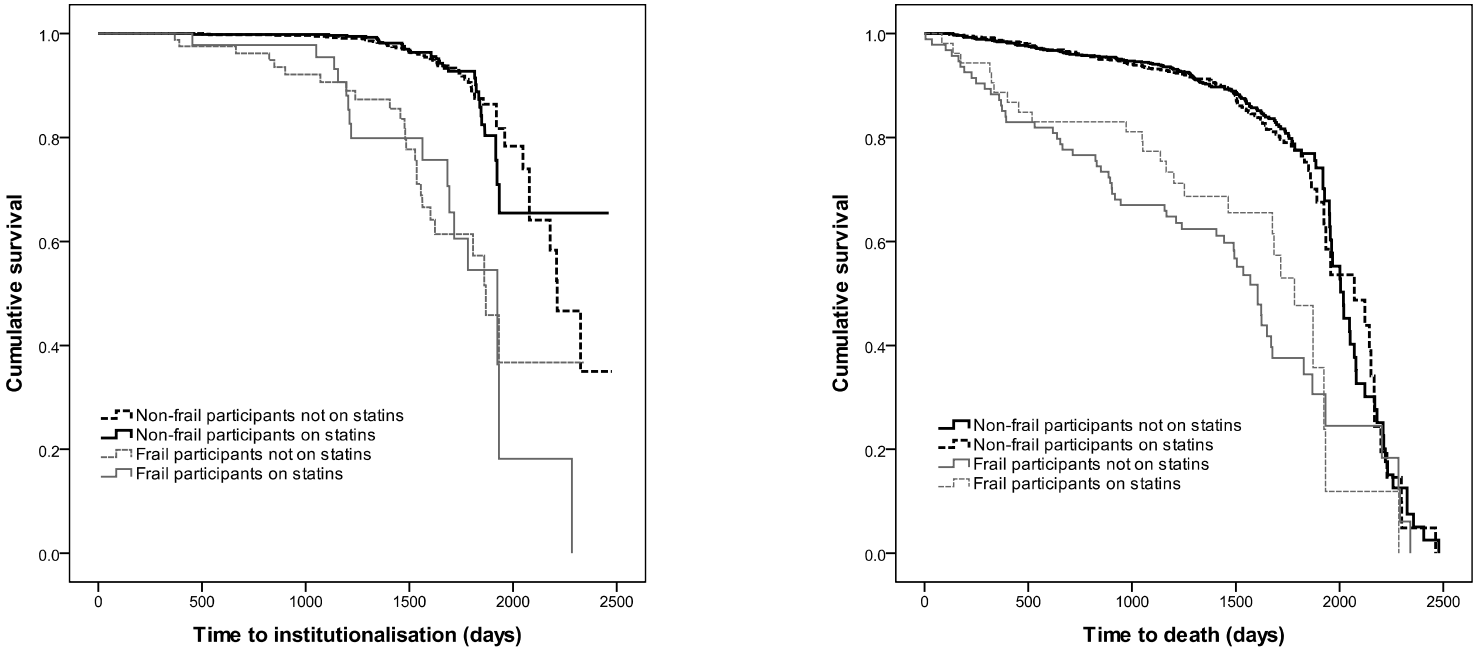 Cumulative survival
1.0
0.8
0.6
0.4
0.2
0.0
Non-frail participants not on statins
Non-frail participants on statins
Frail participants not on statins
Frail participants on statins
0 500 1000 1500 2000 2500
Time to institutionalisation (days)
Cumulative survival
1.0
0.8
0.6
0.4
0.2
0.0
Non-frail participants not on statins
Non-frail participants on statins
Frail participants not on statins
Frail participants on statins
0 500 1000 1500 2000 2500
Time to death (days)